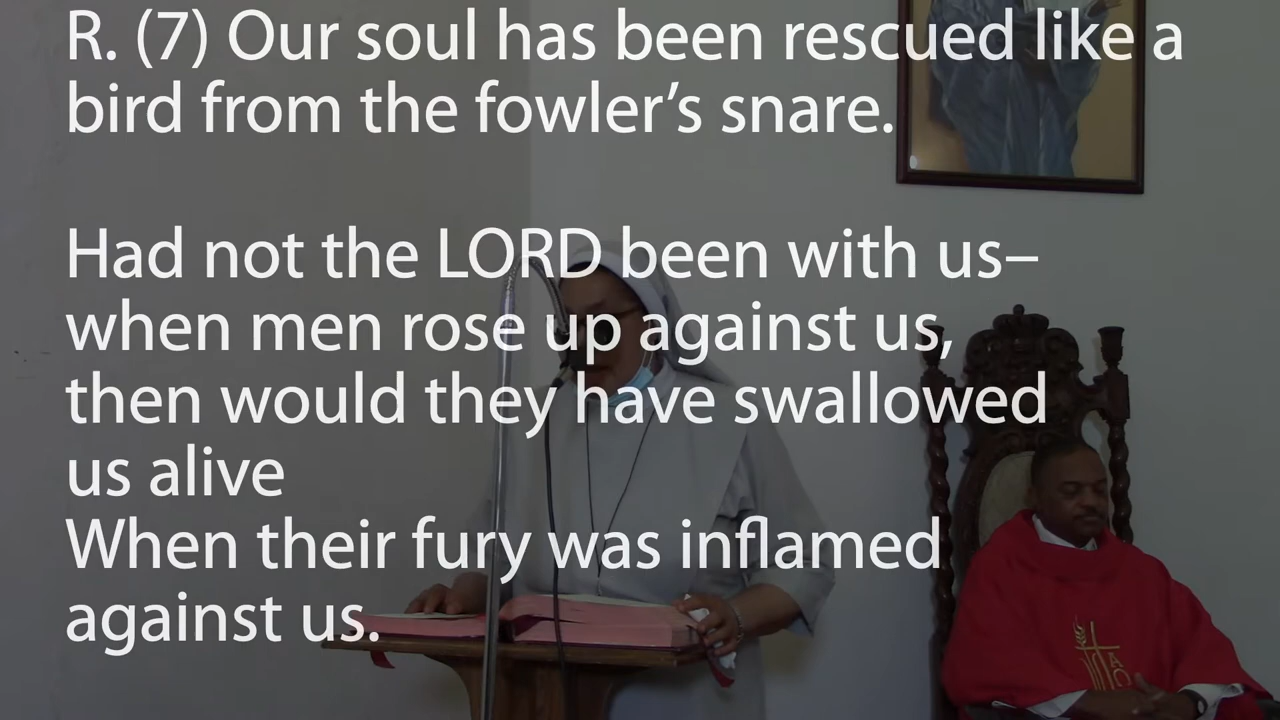 R. (7) Our soul has been rescued like a
bird from the fowler’s snare.
Had not the LORD been with us–
when men rose up against us,
then would they have swallowed
us alive
When their fury was inflamed
against us.